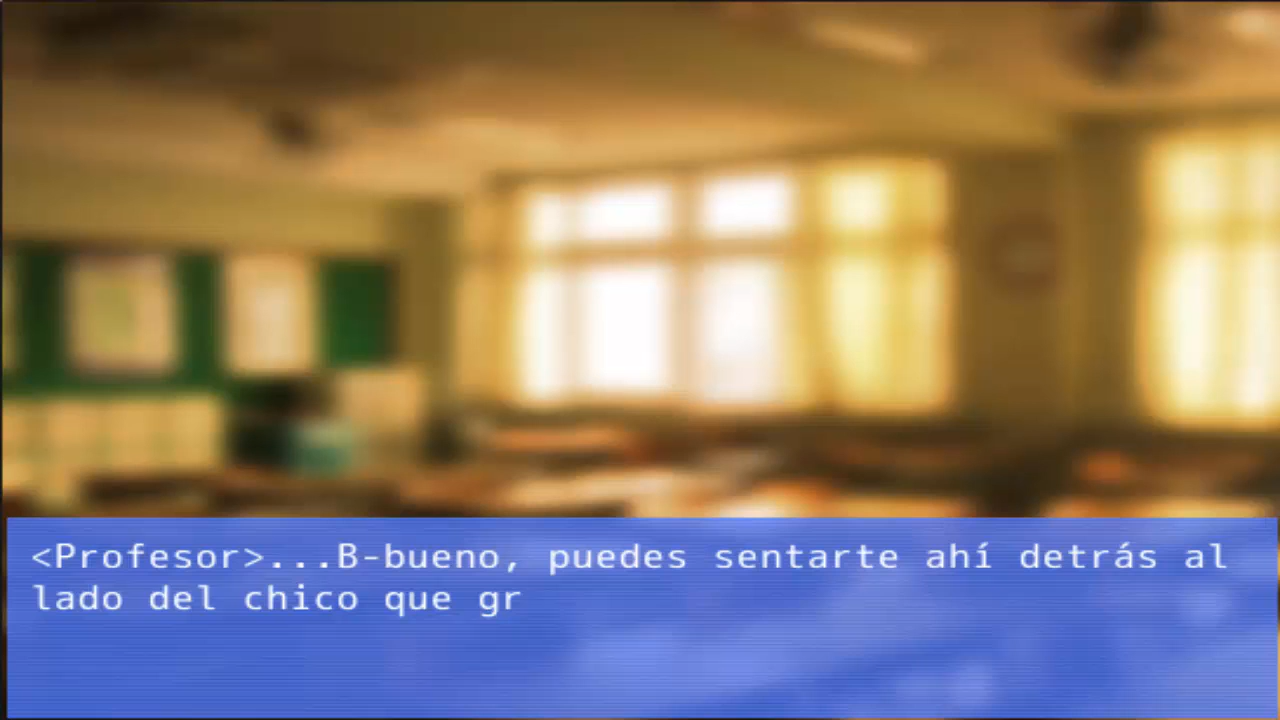 <Profesor>...B-bueno, puedes sentarte ahí detrás al
lado del chico que gr